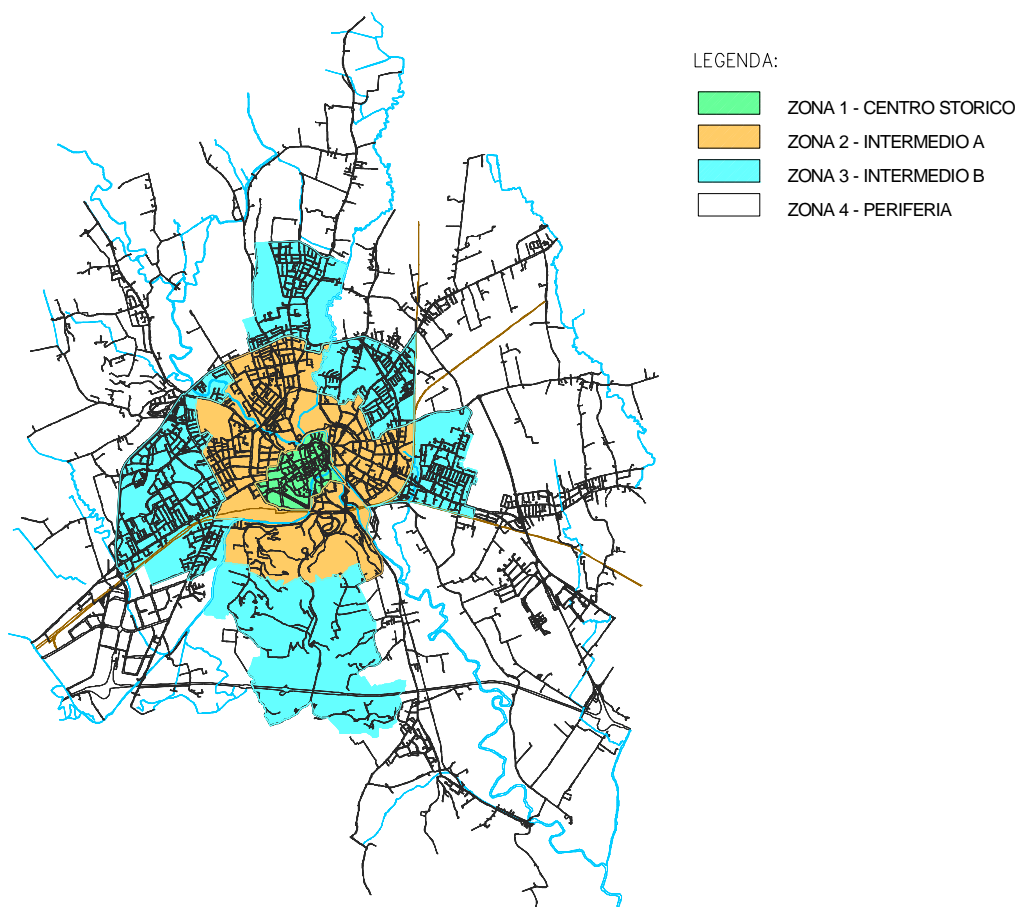 LEGENDA:
ZONA 1 - CENTRO STORICO
ZONA 2 - INTERMEDIO A
ZONA 3 - INTERMEDIO B
ZONA 4 - PERIFERIA